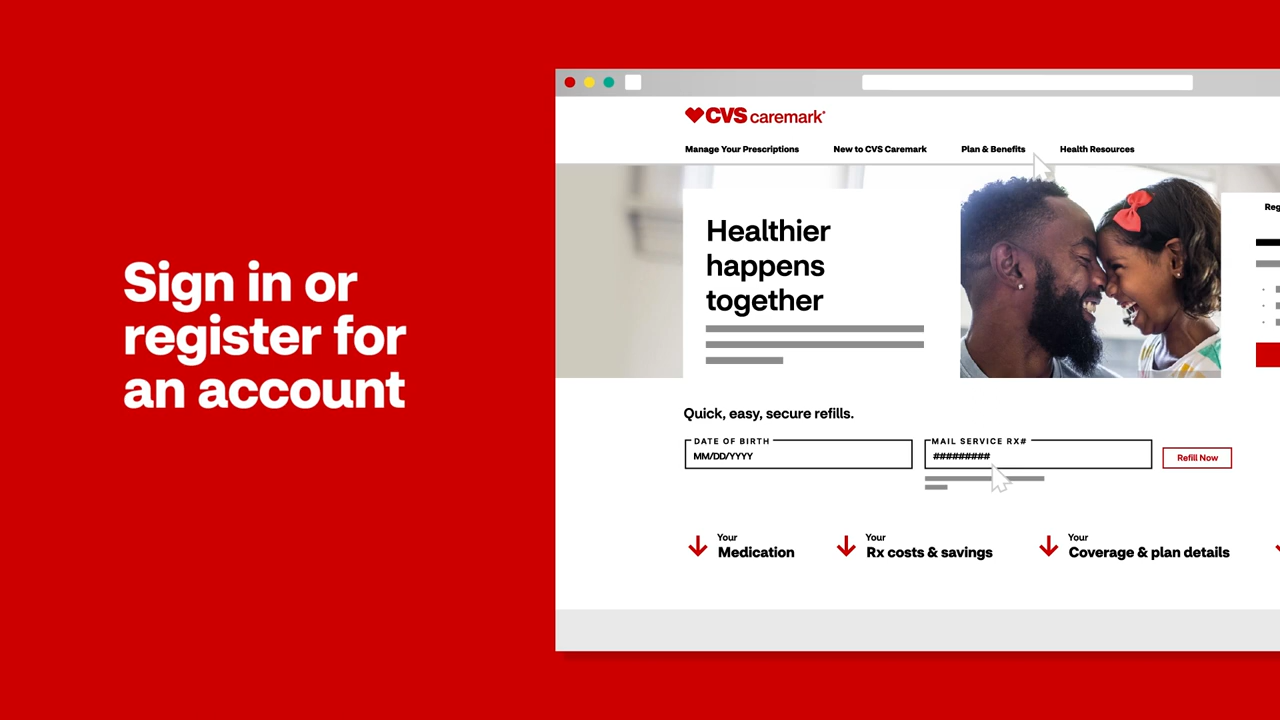 Sign in or
register for
an account
CVS caremark®
Manage Your Prescriptions New to CVS Caremark Plan & Benefits Health Resources
Healthier
happens
together
Reg
Quick, easy, secure refills.
DATE OF BIRTH
MM/DD/YYYY
MAIL SERVICE RX#
#########
Refill Now
Your
Medication
Your
Rx costs & savings
Your
Coverage & plan details